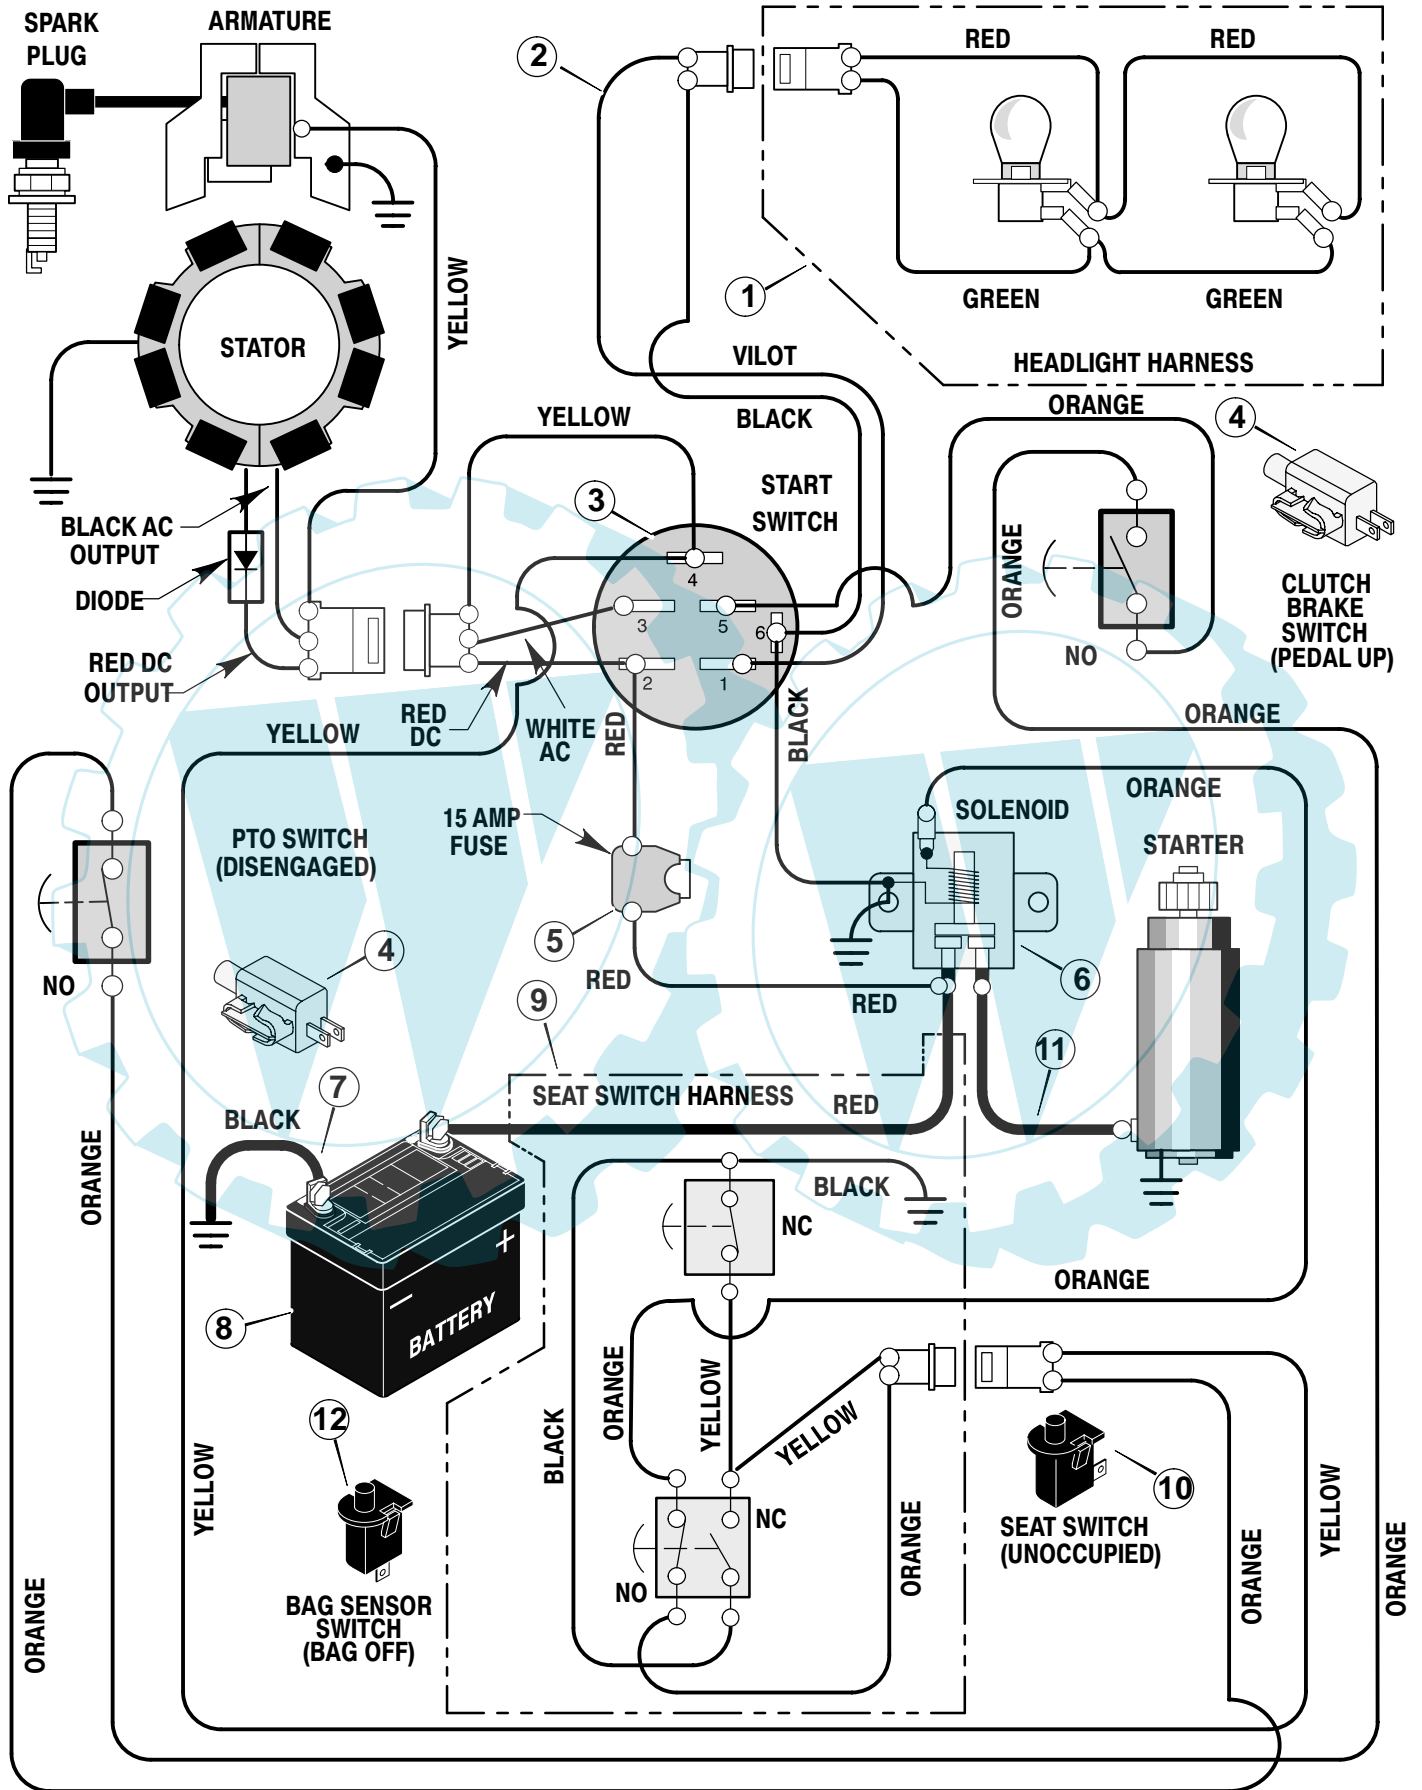 SPARK
PLUG
ARMATURE
2
RED
RED
1
GREEN
GREEN
HEADLIGHT HARNESS
YELLOW
STATOR
VILOT
BLACK
YELLOW
ORANGE
4
START
SWITCH
3
BLACK AC
OUTPUT
DIODE
RED DC
OUTPUT
4
3
5
6
2
1
ORANGE
NO
CLUTCH
BRAKE
SWITCH
(PEDAL UP)
YELLOW
RED
DC
WHITE
AC
RED
BLACK
ORANGE
ORANGE
15 AMP
FUSE
SOLENOID
STARTER
PTO SWITCH
(DISENGAGED)
NO
4
5
RED
9
RED
6
11
7
SEAT SWITCH HARNESS
RED
BLACK
ORANGE
BLACK
NC
ORANGE
+
–
BATTERY
8
ORANGE
YELLOW
YELLOW
BLACK
12
YELLOW
NC
NO
ORANGE
10
SEAT SWITCH
(UNOCCUPIED)
YELLOW
ORANGE
ORANGE
BAG SENSOR
SWITCH
(BAG OFF)
ORANGE